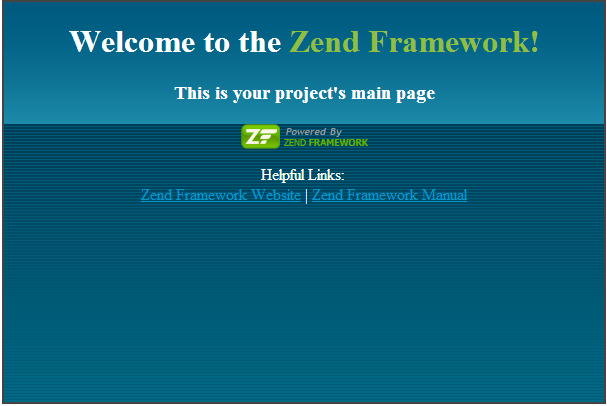 Welcome to the Zend Framework!
This is your project's main page
ZF Powered By
ZEND FRAMEWORK
Helpful Links:
Zend Framework Website | Zend Framework Manual